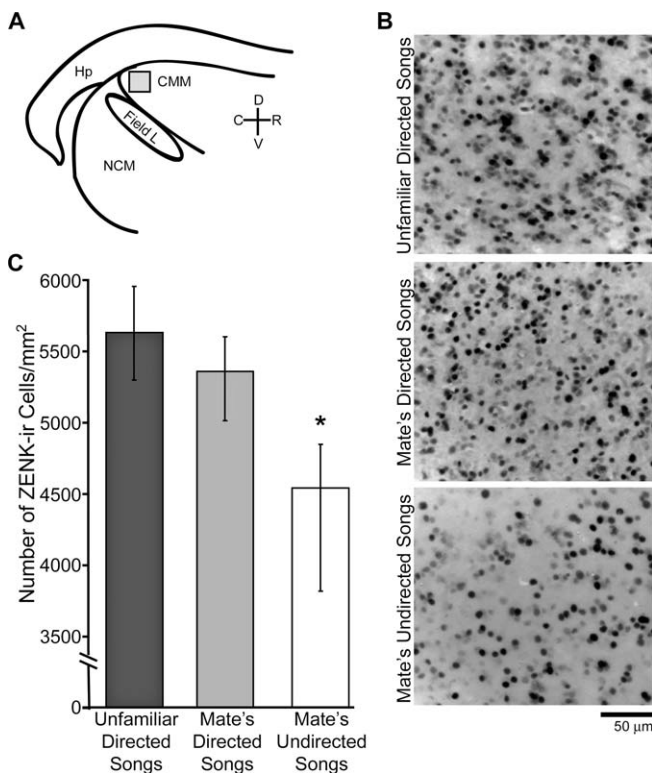 A
Hp
CMM
Field L
NCM
D
C R
V
B
Unfamiliar Directed Songs
Mate's Directed Songs
Mate's Undirected Songs
50 µm
C
Number of ZENK-ir Cells/mm²
6000
5500
5000
4500
4000
3500
0
*
Unfamiliar
Directed
Songs
Mate's
Directed
Songs
Mate's
Undirected
Songs